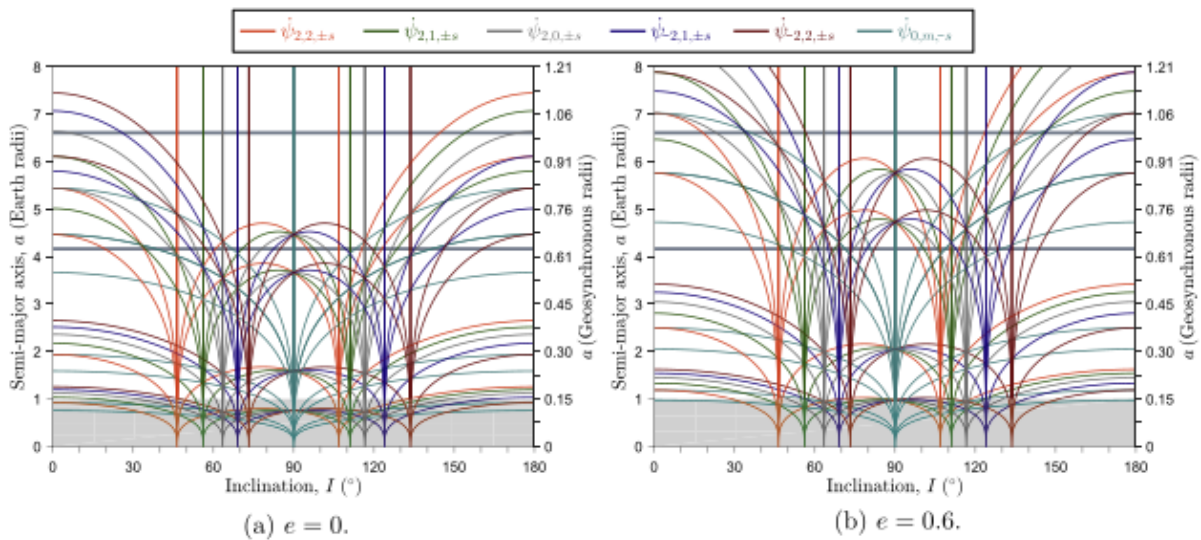 ψ̇2,2,±s ψ̇2,1,±s ψ̇2,0,±s ψ̇-2,1,±s ψ̇-2,2,±s ψ̇0,m,-s
8 7 6 5 4 3 2 1 0
Semi-major axis, a (Earth radii)
1.21 1.06 0.91 0.76 0.61 0.45 0.30 0.15 0
a (Geosynchronous radii)
0 30 60 90 124 150 180
Inclination, I (°)
(a) e = 0.
8 7 6 5 4 3 2 1 0
Semi-major axis, a (Earth radii)
1.21 1.06 0.91 0.76 0.61 0.45 0.30 0.15 0
a (Geosynchronous radii)
0 30 60 90 120 150 180
Inclination, I (°)
(b) e = 0.6.